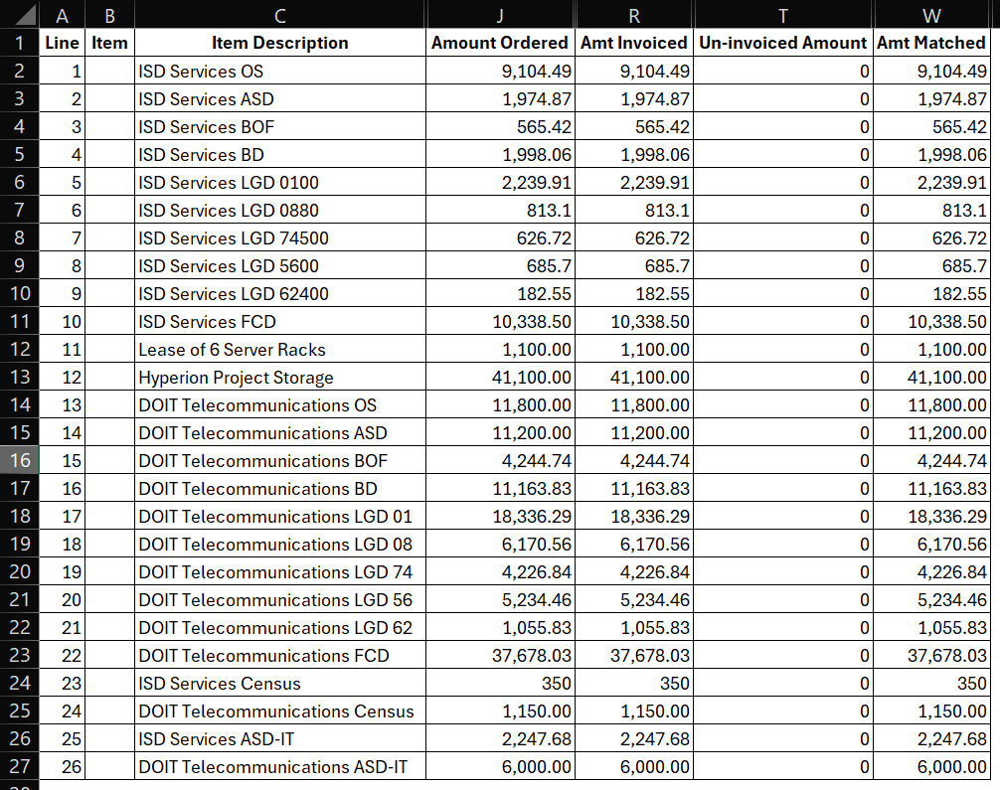 A B C J R T W
1 Line Item Item Description Amount Ordered Amt Invoiced Un-invoiced Amount Amt Matched
2 1 ISD Services OS 9,104.49 9,104.49 0 9,104.49
3 2 ISD Services ASD 1,974.87 1,974.87 0 1,974.87
4 3 ISD Services BOF 565.42 565.42 0 565.42
5 4 ISD Services BD 1,998.06 1,998.06 0 1,998.06
6 5 ISD Services LGD 0100 2,239.91 2,239.91 0 2,239.91
7 6 ISD Services LGD 0880 813.1 813.1 0 813.1
8 7 ISD Services LGD 74500 626.72 626.72 0 626.72
9 8 ISD Services LGD 5600 685.7 685.7 0 685.7
10 9 ISD Services LGD 62400 182.55 182.55 0 182.55
11 10 ISD Services FCD 10,338.50 10,338.50 0 10,338.50
12 11 Lease of 6 Server Racks 1,100.00 1,100.00 0 1,100.00
13 12 Hyperion Project Storage 41,100.00 41,100.00 0 41,100.00
14 13 DOIT Telecommunications OS 11,800.00 11,800.00 0 11,800.00
15 14 DOIT Telecommunications ASD 11,200.00 11,200.00 0 11,200.00
16 15 DOIT Telecommunications BOF 4,244.74 4,244.74 0 4,244.74
17 16 DOIT Telecommunications BD 11,163.83 11,163.83 0 11,163.83
18 17 DOIT Telecommunications LGD 01 18,336.29 18,336.29 0 18,336.29
19 18 DOIT Telecommunications LGD 08 6,170.56 6,170.56 0 6,170.56
20 19 DOIT Telecommunications LGD 74 4,226.84 4,226.84 0 4,226.84
21 20 DOIT Telecommunications LGD 56 5,234.46 5,234.46 0 5,234.46
22 21 DOIT Telecommunications LGD 62 1,055.83 1,055.83 0 1,055.83
23 22 DOIT Telecommunications FCD 37,678.03 37,678.03 0 37,678.03
24 23 ISD Services Census 350 350 0 350
25 24 DOIT Telecommunications Census 1,150.00 1,150.00 0 1,150.00
26 25 ISD Services ASD-IT 2,247.68 2,247.68 0 2,247.68
27 26 DOIT Telecommunications ASD-IT 6,000.00 6,000.00 0 6,000.00